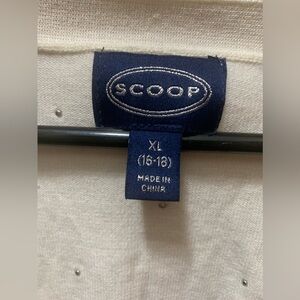 SCOOP
XL
(16-18)
MADE IN
CHINA